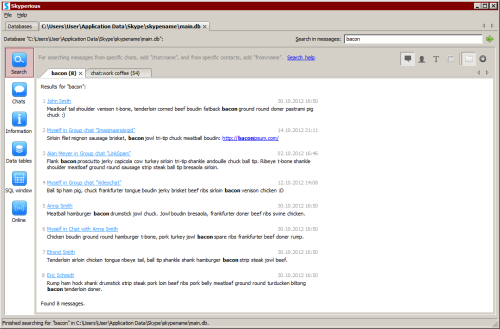 Skyperious
File Help
Databases C:\Users\User\Application Data\Skype\skypename\main.db ×
Database "C:\Users\User\Application Data\Skype\skypename\main.db": Search in messages: bacon
Search
Chats
Information
Data tables
SQL window
Online
For searching messages from specific chats, add "chat:name", and from specific contacts, add "from:name". Search help
bacon (8) × chat:work coffee (54)
Results for "bacon":
1 John Smith 30.10.2012 16:50
Meatloaf tail shoulder venison t-bone, tenderloin corned beef boudin fatback bacon ground round doner pastrami pig
chuck :)
2 Myself in Group chat 14.10.2012 21:11
Sirloin filet mignon sausage brisket, bacon jowl tri-tip chuck meatball boudin: http://baconipsum.com/
3 Alan Meyer in Group chat "LinkSpam" 02.10.2012 16:46
Flank bacon prosciutto jerky capicola cow turkey sirloin tri-tip shankle andouille chuck ball tip. Ribeye t-bone shankle
shoulder meatloaf ground round sausage strip steak ball tip bresaola sirloin.
4 Myself in Group chat "videochat" 12.10.2012 19:08
Ball tip ham pig, chuck frankfurter tongue boudin jerky brisket beef ribs sirloin bacon venison chicken :D
5 Anna Smith 30.10.2012 16:50
Meatball hamburger bacon drumstick jowl chuck. Jowl boudin bresaola, frankfurter doner beef ribs swine chicken.
6 Myself in Chat with Anna Smith 30.10.2012 16:50
Chicken boudin ground round hamburger t-bone, pork turkey jowl bacon spare ribs frankfurter beef doner rump.
7 Smith 30.10.2012 16:50
Tenderloin sirloin chicken tongue ribeye tail, ball tip shankle shank hamburger bacon strip steak jowl beef.
8 Eric Schmidt 30.10.2012 16:50
Rump ham hock shank drumstick strip steak pork loin beef ribs pork belly meatloaf ground round turducken biltong
bacon tenderloin doner.
Found 8 messages.
Finished searching for "bacon" in C:\Users\User\Application Data\Skype\skypename\main.db.